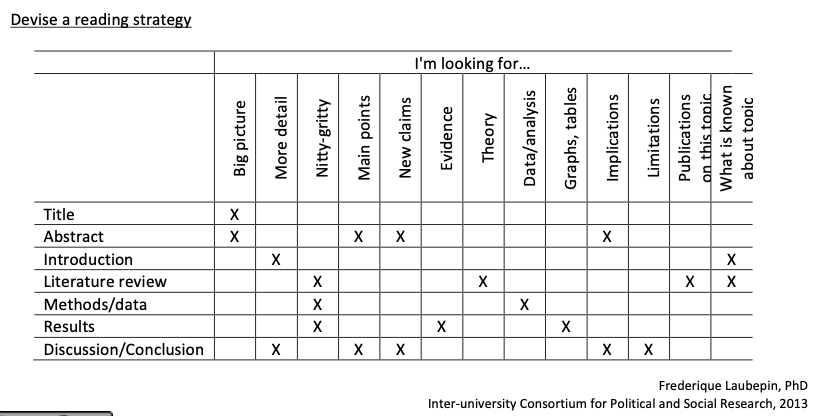 Devise a reading strategy
I'm looking for...
Big picture
More detail
Nitty-gritty
Main points
New claims
Evidence
Theory
Data/analysis
Graphs, tables
Implications
Limitations
Publications
on this topic
What is known
about topic
Title X
Abstract X X X X
Introduction X X
Literature review X X X X
Methods/data X X
Results X X X
Discussion/Conclusion X X X X X
Frederique Laubepin, PhD
Inter-university Consortium for Political and Social Research, 2013